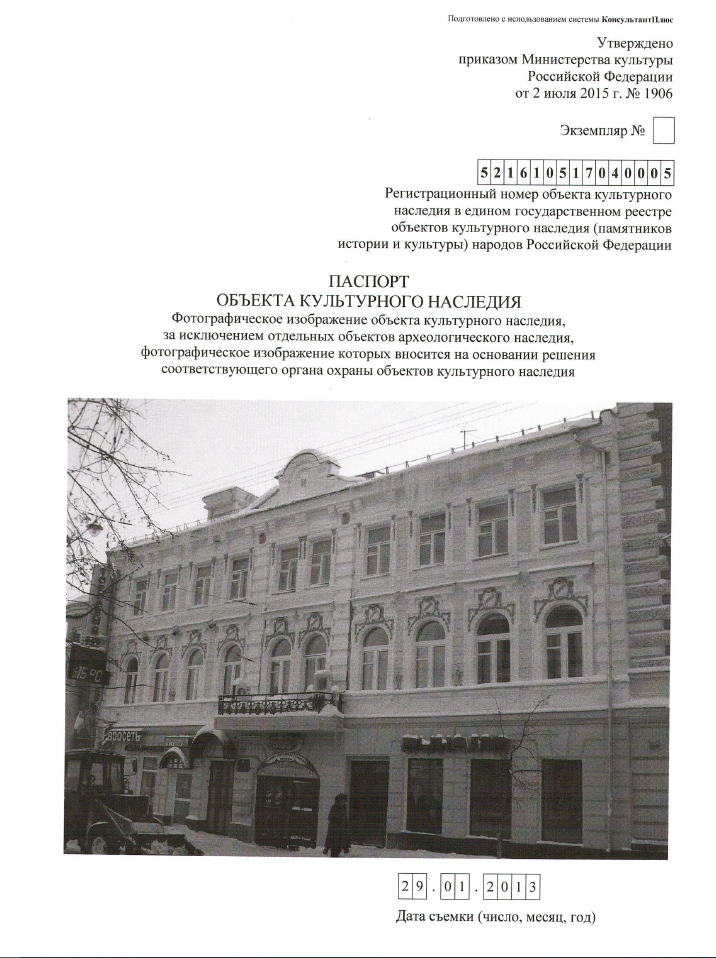 Подготовлено с использованием системы КонсультантПлюс
Утверждено
приказом Министерства культуры
Российской Федерации
от 2 июля 2015 г. № 1906
Экземпляр №
521610517040005
Регистрационный номер объекта культурного
наследия в едином государственном реестре
объектов культурного наследия (памятников
истории и культуры) народов Российской Федерации
ПАСПОРТ
ОБЪЕКТА КУЛЬТУРНОГО НАСЛЕДИЯ
Фотографическое изображение объекта культурного наследия,
за исключением отдельных объектов археологического наследия,
фотографическое изображение которых вносится на основании решения
соответствующего органа охраны объектов культурного наследия
15°C
вросеть
29.01.2013
Дата съемки (число, месяц, год)